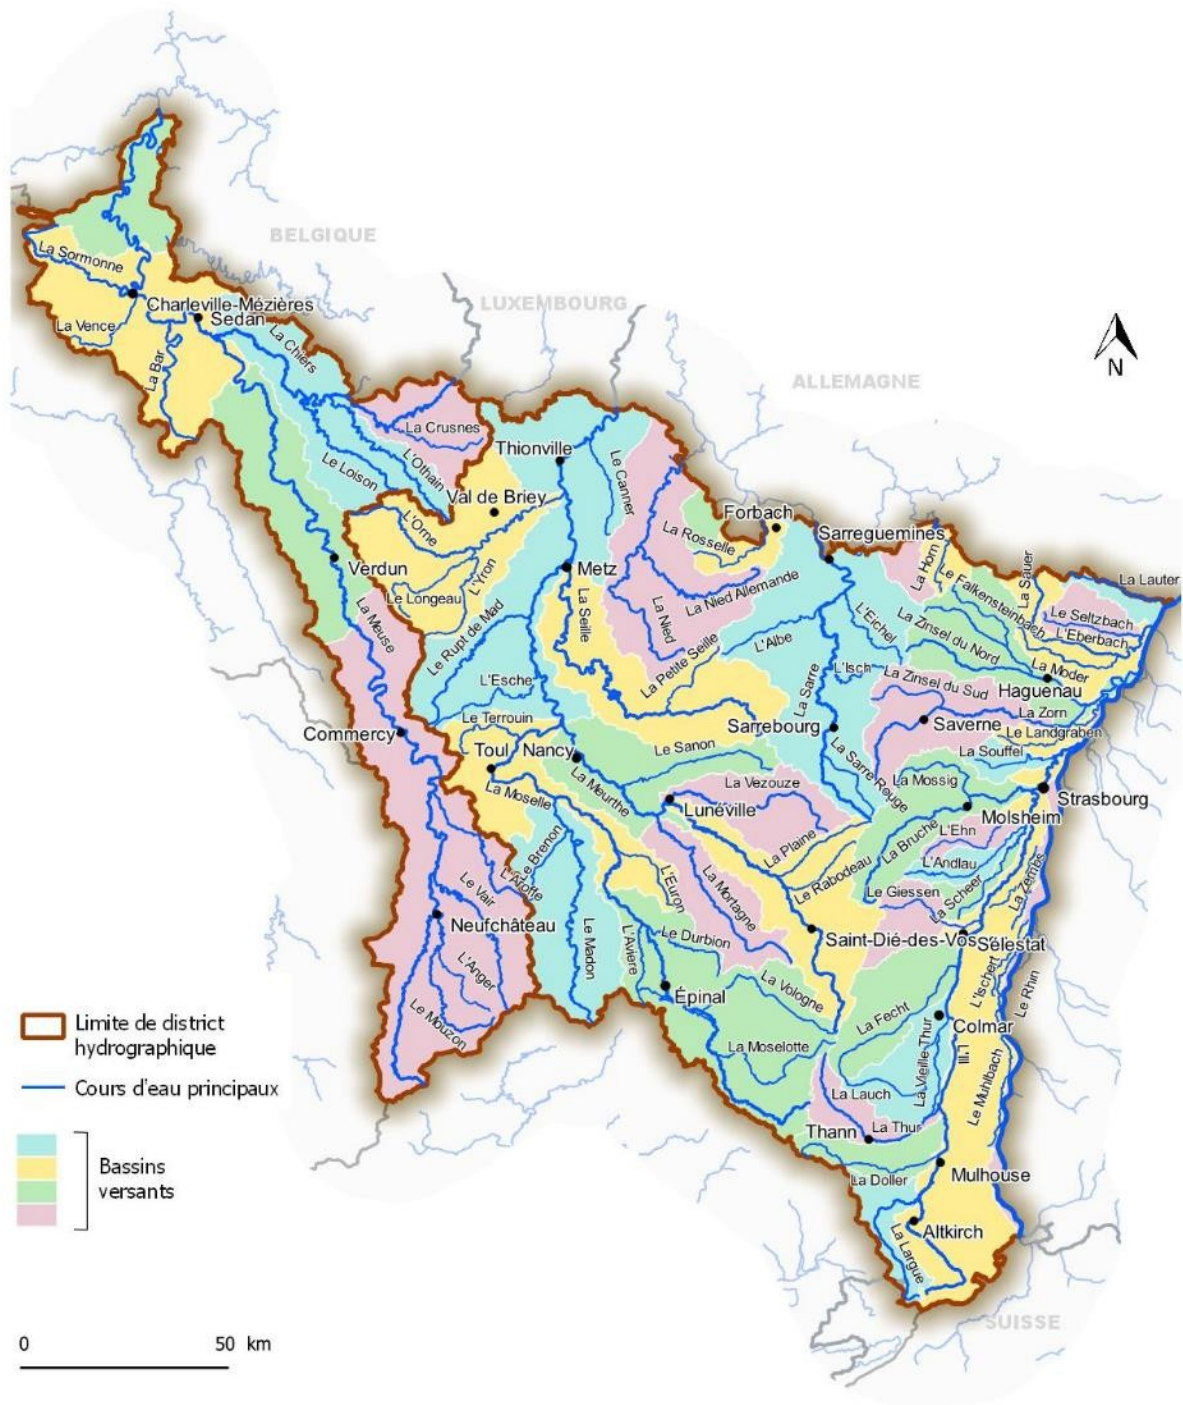 BELGIQUE
La Sormonne
LUXEMBOURG
Charleville-Mézières
Sedan
La Vence
La Chiers
La Bar
N
ALLEMAGNE
La Crusnes
Thionville
Le Loison
L'Othain
Le Canner
Val de Briey
Forbach
L'Orne
La Rosselle
Sarreguemines
La Horn
La Sauer
Verdun
Metz
L'Yron
Le Longeau
La Nied Allemande
Le Falkensteinbach
La Lauter
Le Seltzbach
L'Eberbach
La Meuse
La Seille
La Nied
L'Eichel
La Zinsel du Nord
Le Rupt de Mad
L'Albe
La Petite Seille
La Moder
L'Esche
L'Isch
La Sarre
La Zinsel du Sud
Haguenau
Le Terrouin
La Zorn
Commercy
Sarrebourg
Saverne
Le Landgraben
Toul
Nancy
Le Sanon
La Souffel
La Sarre Rouge
La Mossig
La Meurthe
La Vezouze
La Moselle
Lunéville
Strasbourg
Molsheim
L'Ehn
La Bruche
La Plaine
L'Andlau
Le Brenon
Le Rabodeau
La Zembs
L'Aroffe
L'Euron
La Mortagne
Le Giessen
La Scheer
Le Vair
Neufchâteau
Saint-Dié-des-Vos
Sélestat
Le Durbion
Le Madon
L'Aviere
L'Anger
L'Ischert
Le Rhin
Épinal
La Vologne
Le Mouzon
La Fecht
Colmar
Limite de district
hydrographique
La Moselotte
La Vieille Thur
L'Ill
Cours d'eau principaux
Le Muhlbach
La Lauch
La Thur
Thann
Bassins
versants
Mulhouse
La Doller
Altkirch
La Largue
SUISSE
0 50 km